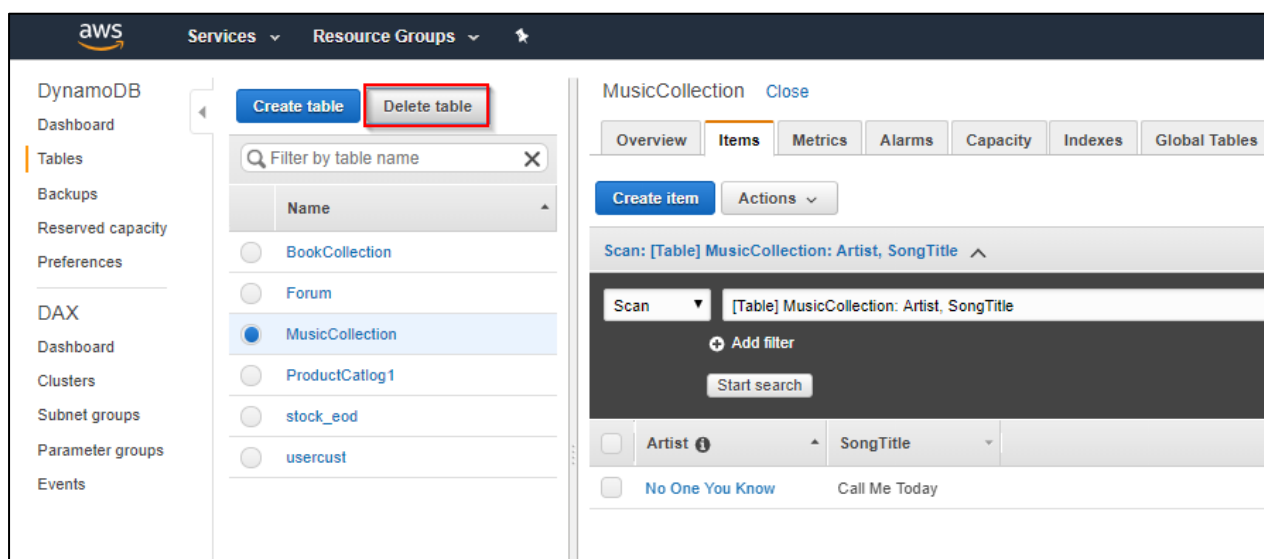 aws
Services
Resource Groups
DynamoDB
Dashboard
Tables
Backups
Reserved capacity
Preferences
DAX
Dashboard
Clusters
Subnet groups
Parameter groups
Events
Create table
Delete table
Filter by table name
Name
BookCollection
Forum
MusicCollection
ProductCatlog1
stock_eod
usercust
MusicCollection Close
Overview Items Metrics Alarms Capacity Indexes Global Tables
Create item Actions
Scan: [Table] MusicCollection: Artist, SongTitle
Scan [Table] MusicCollection: Artist, SongTitle
Add filter
Start search
Artist SongTitle
No One You Know Call Me Today